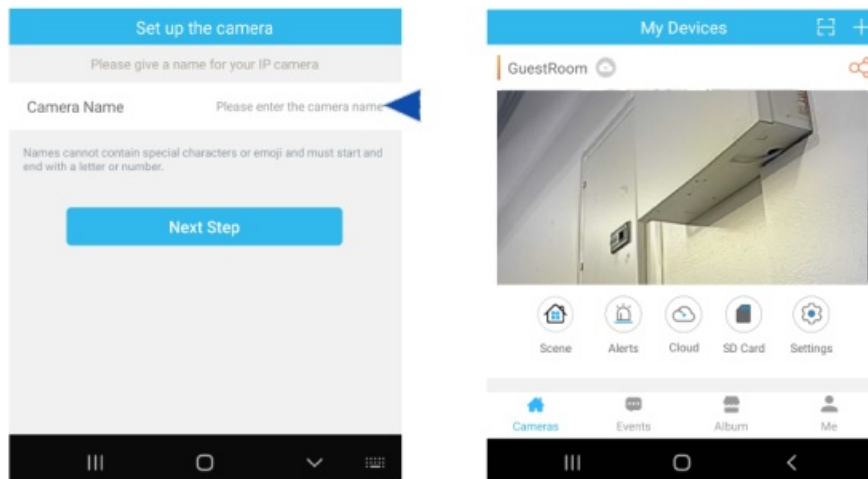 Set up the camera
Please give a name for your IP camera
Camera Name
Please enter the camera name
Names cannot contain special characters or emoji and must start and
end with a letter or number.
Next Step
My Devices
GuestRoom
Scene
Alerts
Cloud
SD Card
Settings
Cameras
Events
Album
Me